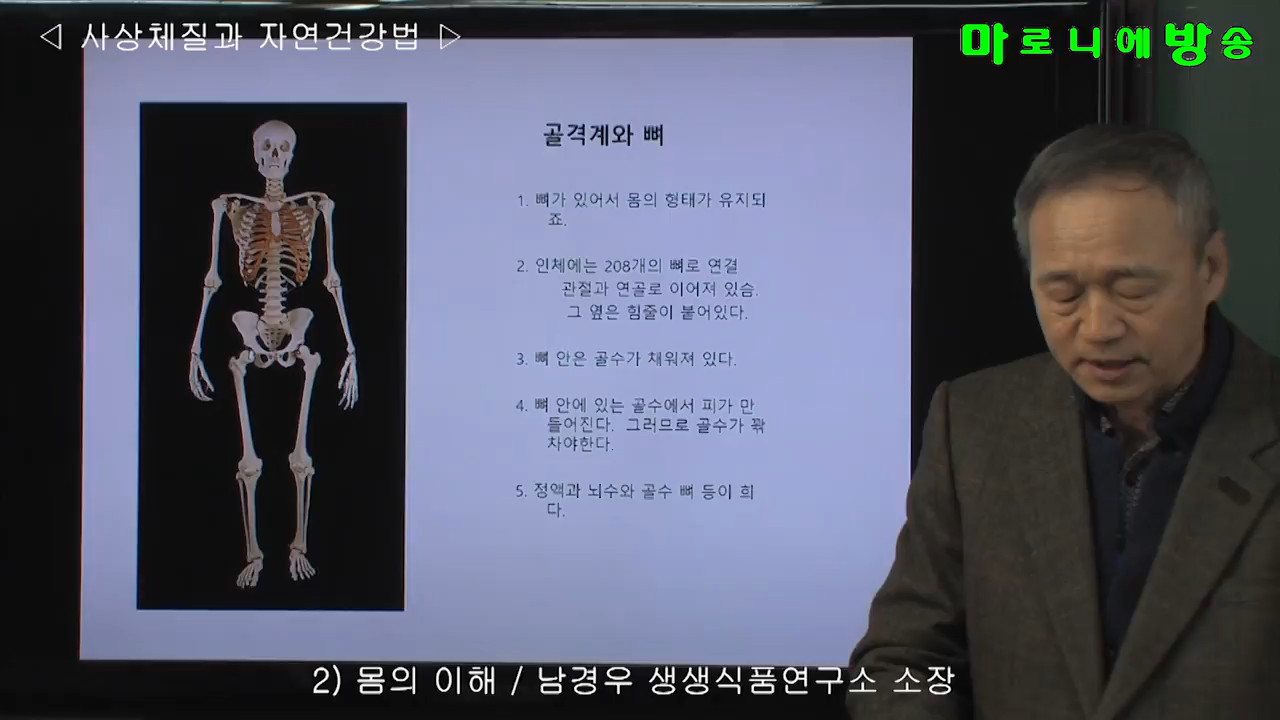 ◁ 사상체질과 자연건강법 ▷
마로니에방송
골격계와 뼈
1. 뼈가 있어서 몸의 형태가 유지되
죠.
2. 인체에는 208개의 뼈로 연결
관절과 연골로 이어져 있슴.
그 옆은 힘줄이 붙어있다.
3. 뼈 안은 골수가 채워져 있다.
4. 뼈 안에 있는 골수에서 피가 만
들어진다. 그러므로 골수가 꽉
차야한다.
5. 정액과 뇌수와 골수 뼈 등이 희
다.
2) 몸의 이해 / 남경우 생생식품연구소 소장